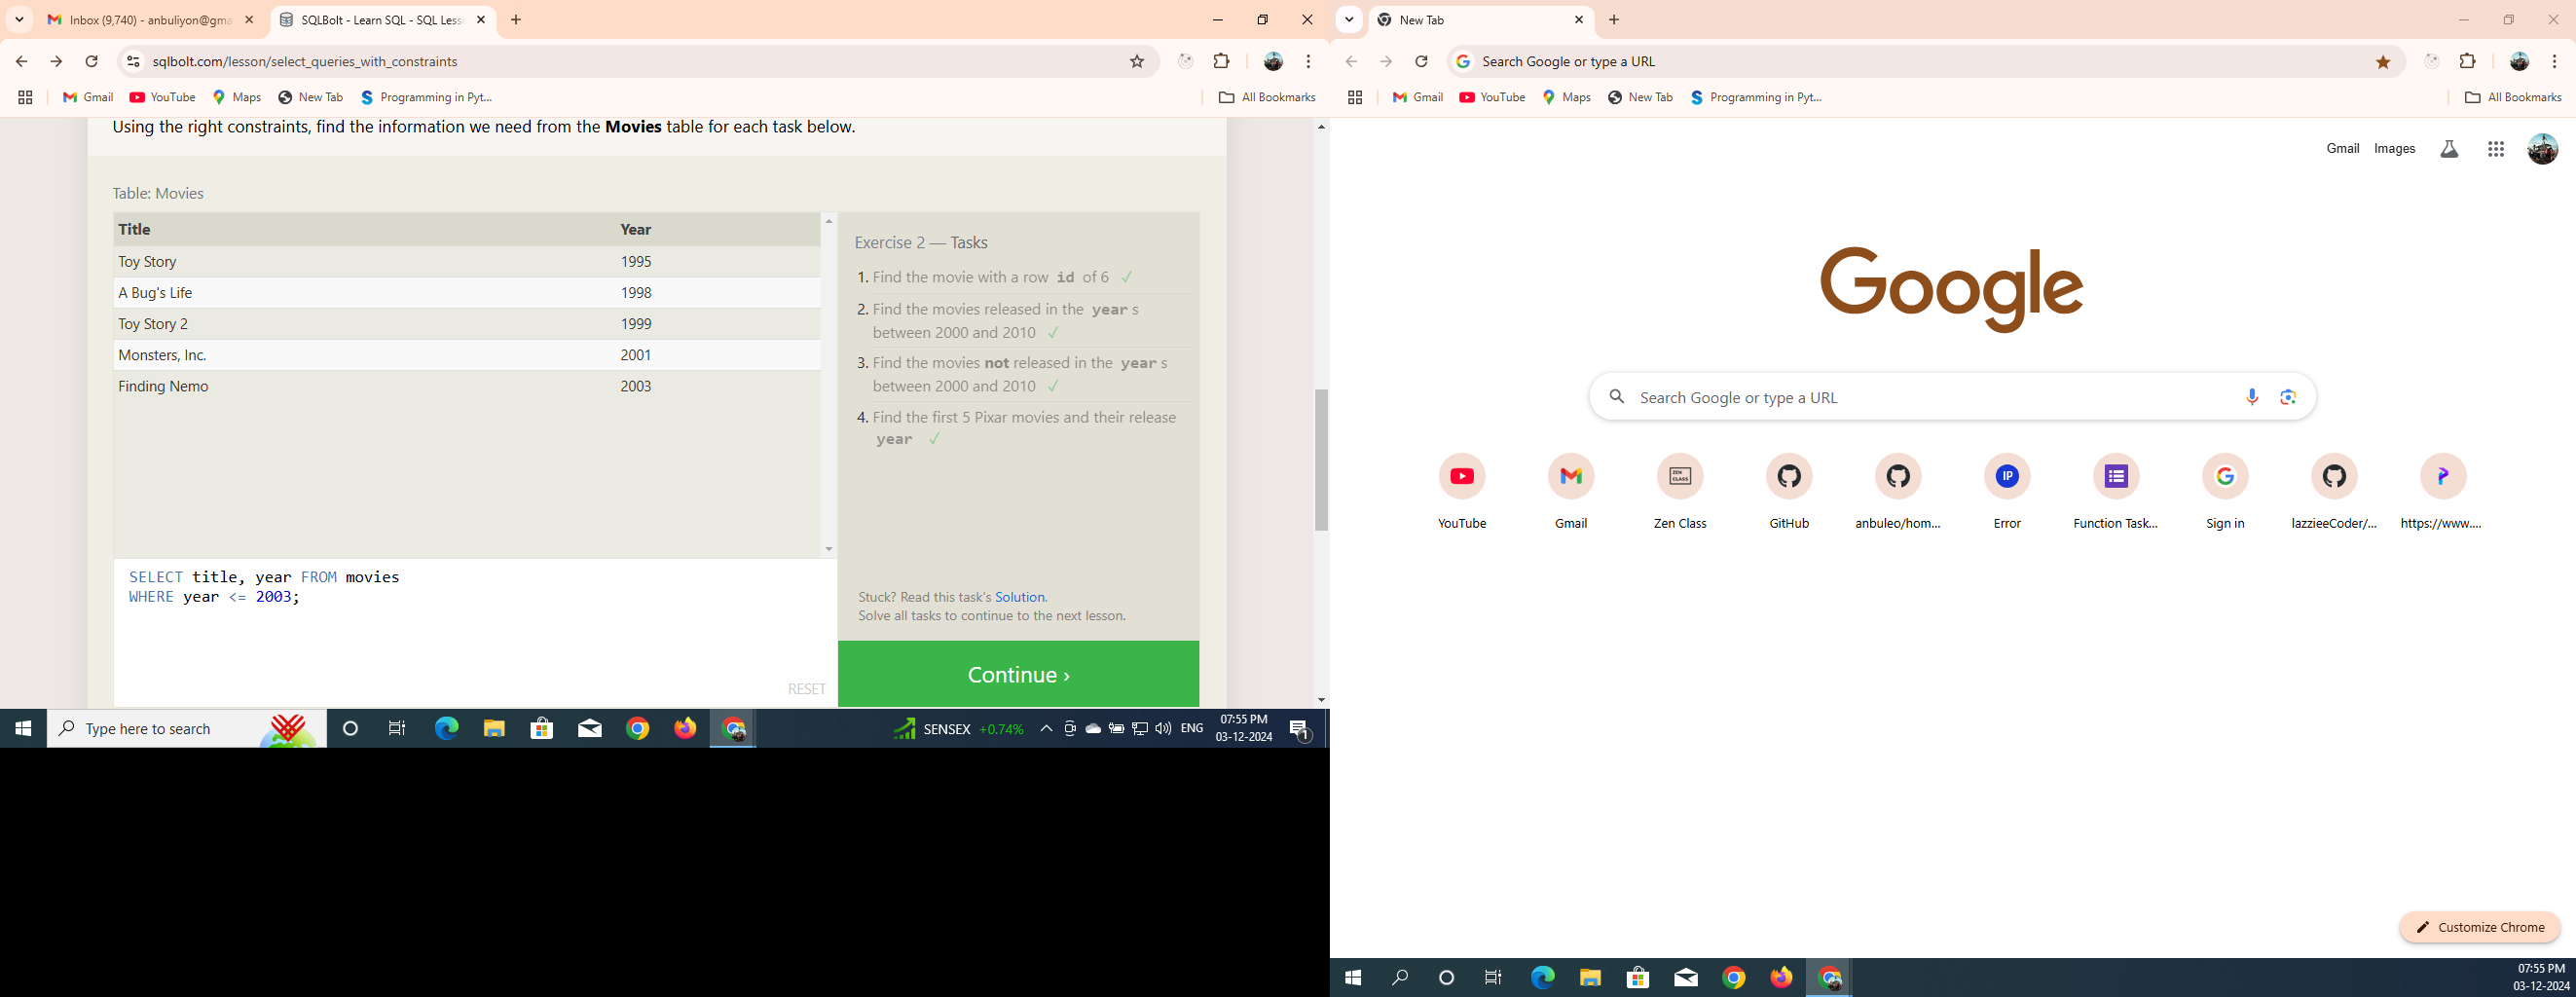 Inbox (9,740) - anbuliyon@gma
SQLBolt - Learn SQL - SQL Less
sqlbolt.com/lesson/select_queries_with_constraints
Gmail
YouTube
Maps
New Tab
Programming in Pyt...
All Bookmarks
Using the right constraints, find the information we need from the Movies table for each task below.
Table: Movies
Title Year
Toy Story 1995
A Bug's Life 1998
Toy Story 2 1999
Monsters, Inc. 2001
Finding Nemo 2003
SELECT title, year FROM movies
WHERE year <= 2003;
RESET
Exercise 2 — Tasks
1. Find the movie with a row id of 6 ✓
2. Find the movies released in the year s
between 2000 and 2010 ✓
3. Find the movies not released in the year s
between 2000 and 2010 ✓
4. Find the first 5 Pixar movies and their release
year ✓
Stuck? Read this task's Solution.
Solve all tasks to continue to the next lesson.
Continue ›
Type here to search
SENSEX +0.74%
ENG
07:55 PM
03-12-2024
1
New Tab
Search Google or type a URL
Gmail
YouTube
Maps
New Tab
Programming in Pyt...
All Bookmarks
Gmail Images
Google
Search Google or type a URL
ZEN
CLASS
IP
YouTube
Gmail
Zen Class
GitHub
anbuleo/hom...
Error
Function Task...
Sign in
lazzieeCoder/...
https://www....
Customize Chrome
07:55 PM
03-12-2024